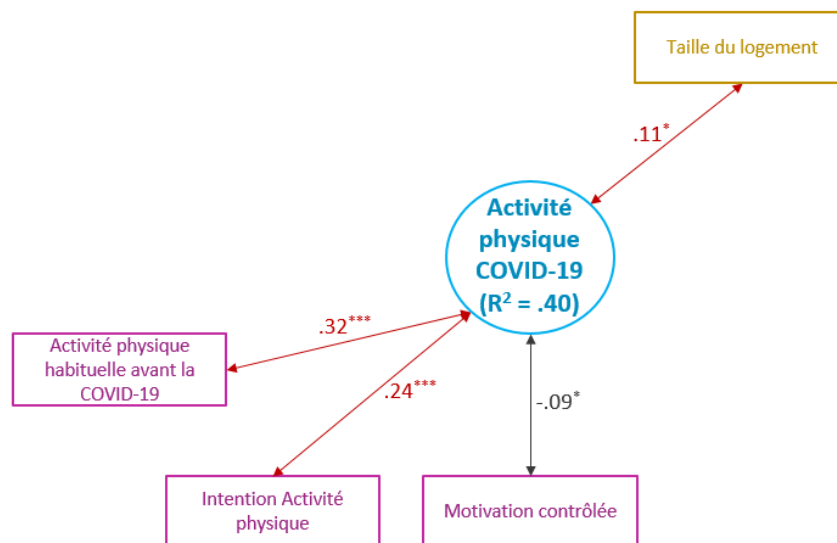 Taille du logement
.11*
Activité
physique
COVID-19
(R² = .40)
.32***
Activité physique
habituelle avant la
COVID-19
.24***
-.09*
Intention Activité
physique
Motivation contrôlée